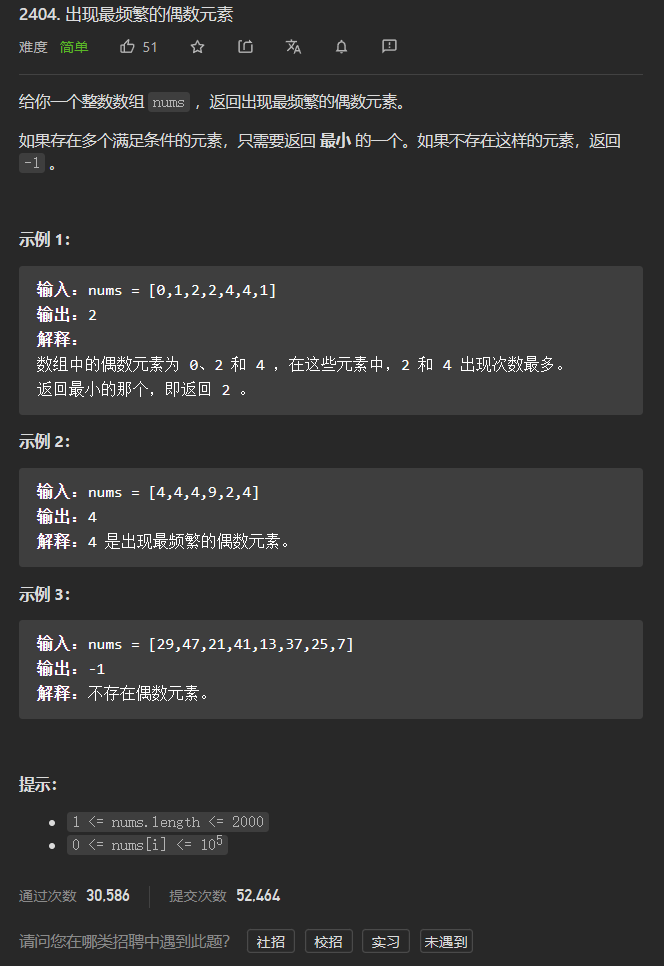 2404. 出现最频繁的偶数元素
难度 简单 51
给你一个整数数组 nums ，返回出现最频繁的偶数元素。
如果存在多个满足条件的元素，只需要返回 最小 的一个。如果不存在这样的元素，返回
-1 。
示例 1：
输入：nums = [0,1,2,2,4,4,1]
输出：2
解释：
数组中的偶数元素为 0、2 和 4 ，在这些元素中，2 和 4 出现次数最多。
返回最小的那个，即返回 2 。
示例 2：
输入：nums = [4,4,4,9,2,4]
输出：4
解释：4 是出现最频繁的偶数元素。
示例 3：
输入：nums = [29,47,21,41,13,37,25,7]
输出：-1
解释：不存在偶数元素。
提示：
1 <= nums.length <= 2000
0 <= nums[i] <= 10⁵
通过次数 30,586 提交次数 52,464
请问您在哪类招聘中遇到此题？ 社招 校招 实习 未遇到